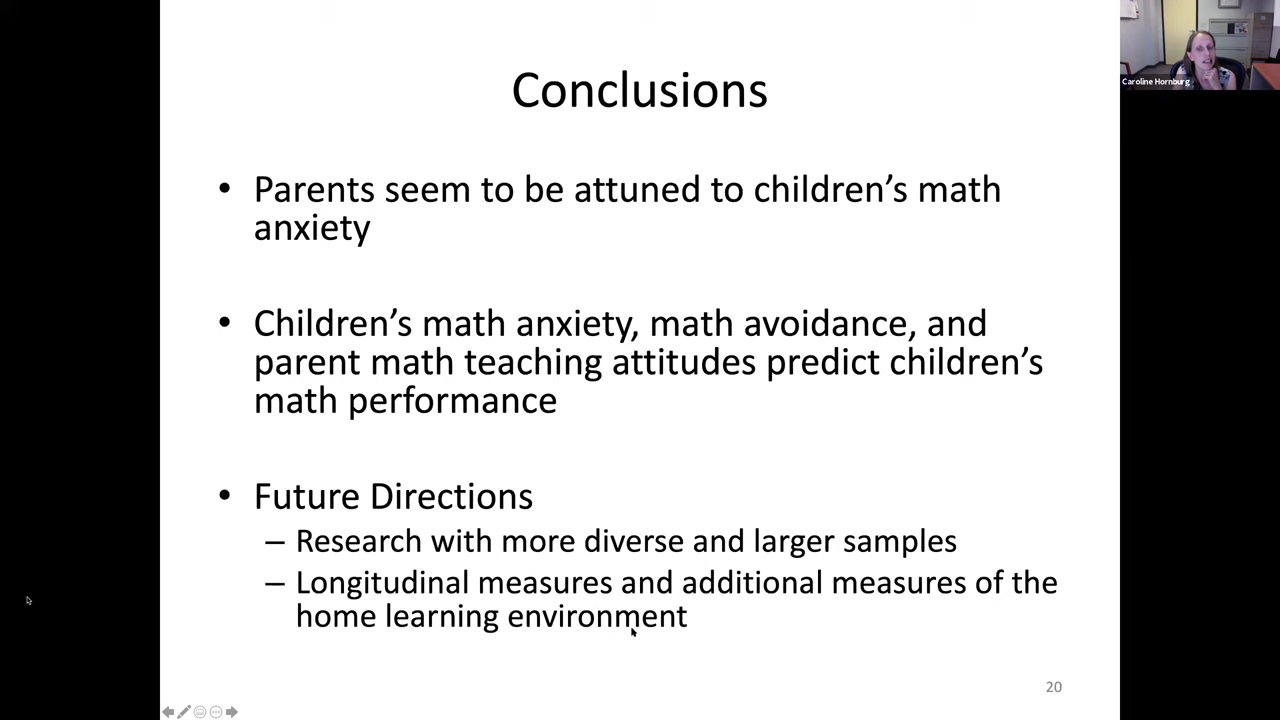 Conclusions
Caroline Hornburg
• Parents seem to be attuned to children’s math
anxiety
• Children’s math anxiety, math avoidance, and
parent math teaching attitudes predict children’s
math performance
• Future Directions
– Research with more diverse and larger samples
– Longitudinal measures and additional measures of the
home learning environment
20